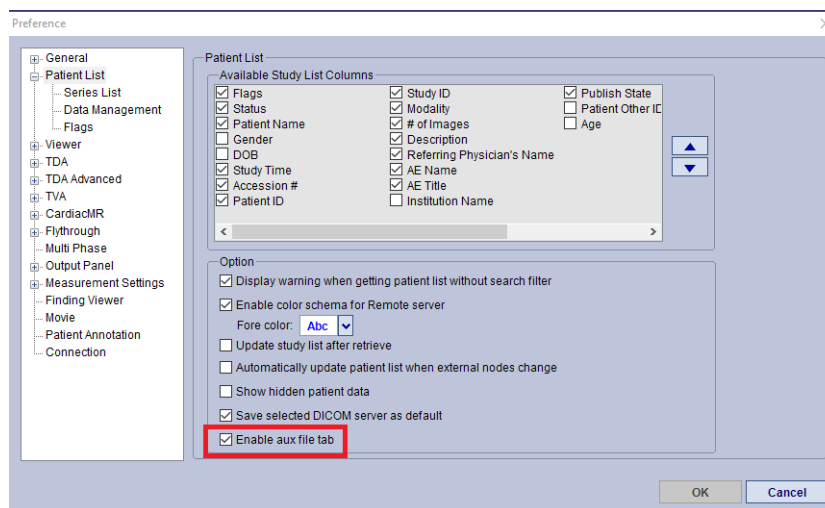 Preference
General
Patient List
Series List
Data Management
Flags
Viewer
TDA
TDA Advanced
TVA
CardiacMR
Flythrough
Multi Phase
Output Panel
Measurement Settings
Finding Viewer
Movie
Patient Annotation
Connection
Patient List
Available Study List Columns
Flags
Status
Patient Name
Gender
DOB
Study Time
Accession #
Patient ID
Study ID
Modality
# of Images
Description
Referring Physician's Name
AE Name
AE Title
Institution Name
Publish State
Patient Other ID
Age
Option
Display warning when getting patient list without search filter
Enable color schema for Remote server
Fore color: Abc
Update study list after retrieve
Automatically update patient list when external nodes change
Show hidden patient data
Save selected DICOM server as default
Enable aux file tab
OK Cancel